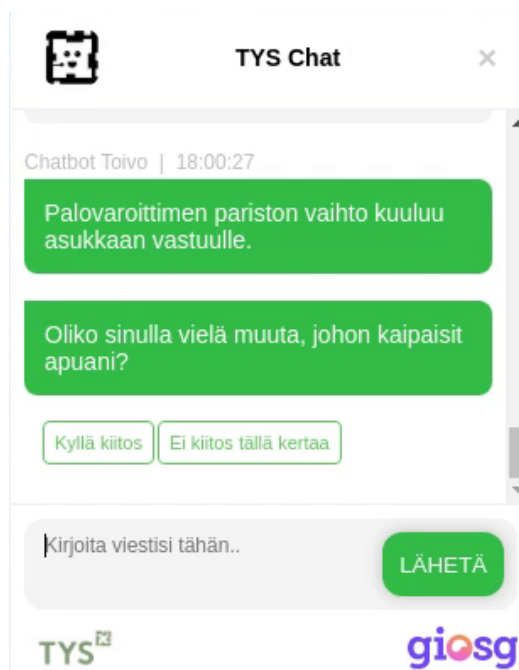 TYS Chat ×
Chatbot Toivo | 18:00:27
Palovaroittimen pariston vaihto kuuluu
asukkaan vastuulle.
Oliko sinulla vielä muuta, johon kaipaisit
apuani?
Kyllä kiitos Ei kiitos tällä kertaa
Kirjoita viestisi tähän..
LÄHETÄ
TYS giosg